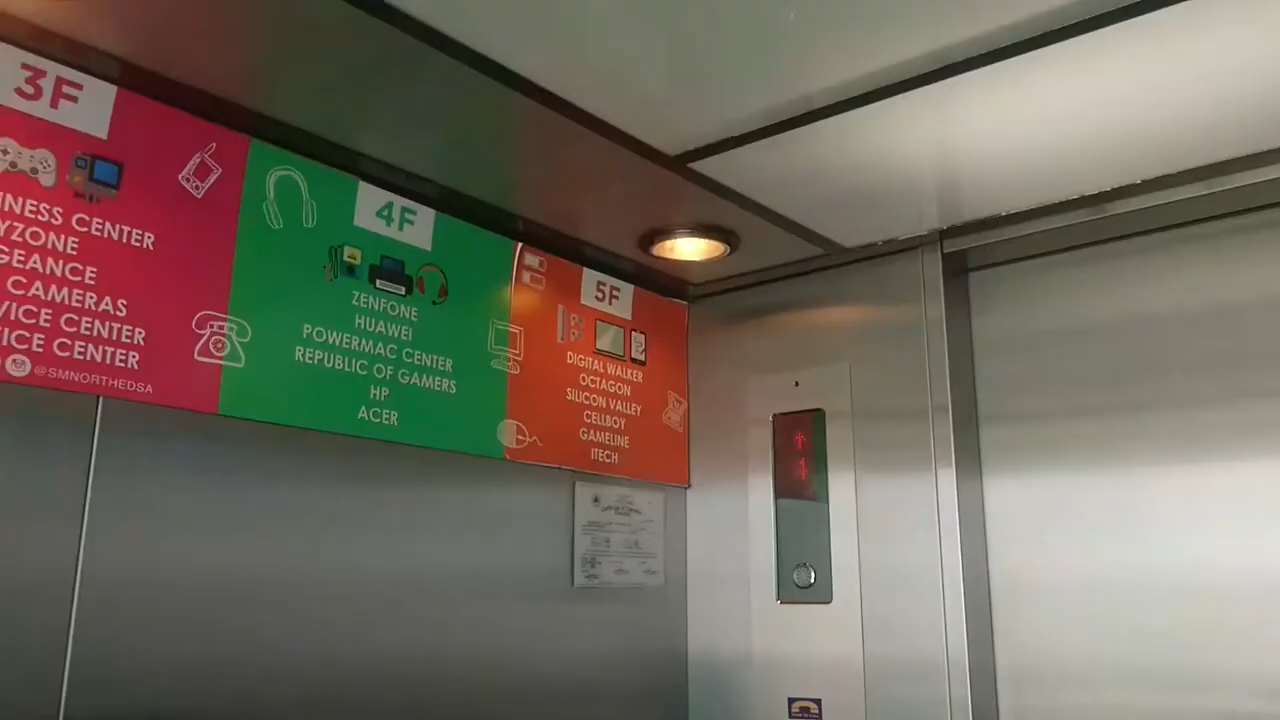 3F
INESS CENTER
YZONE
GEANCE
CAMERAS
VICE CENTER
ICE CENTER
@SMNORTHEDSA
4F
ZENFONE
HUAWEI
POWERMAC CENTER
REPUBLIC OF GAMERS
HP
ACER
5F
DIGITAL WALKER
OCTAGON
SILICON VALLEY
CELLBOY
GAMELINE
ITECH